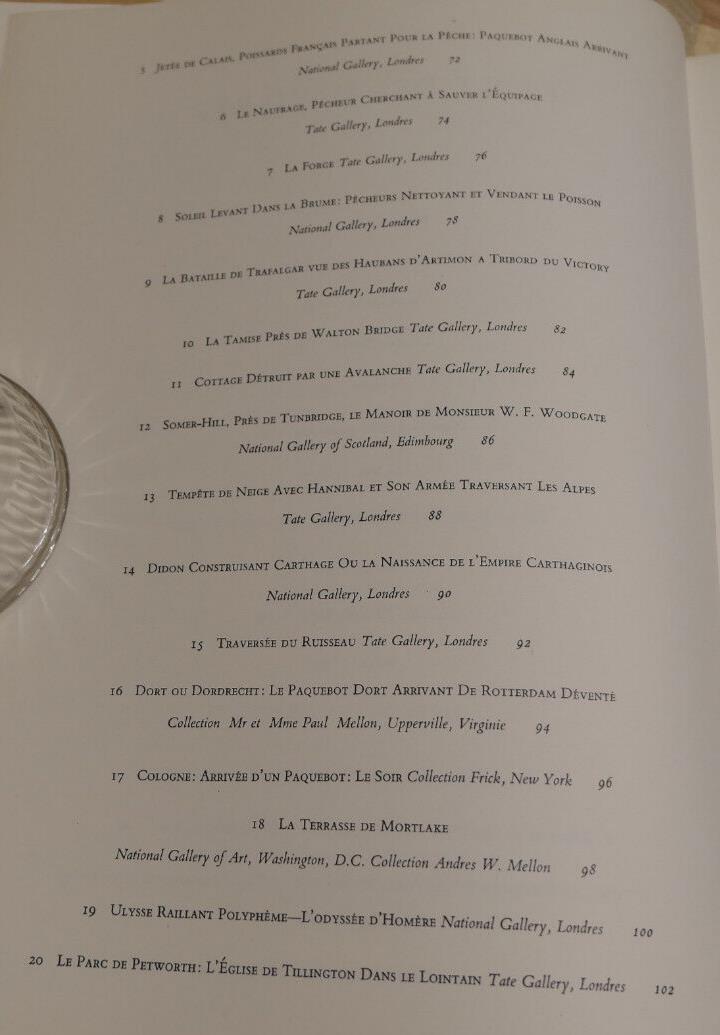 5 Jetée de Calais, Poissards Français Partant Pour la Pêche: Paquebot Anglais Arrivant
National Gallery, Londres 72
6 Le Naufrage, Pêcheur Cherchant à Sauver l'Équipage
Tate Gallery, Londres 74
7 La Forge Tate Gallery, Londres 76
8 Soleil Levant Dans la Brume: Pêcheurs Nettoyant et Vendant le Poisson
National Gallery, Londres 78
9 La Bataille de Trafalgar vue des Haubans d'Artimon a Tribord du Victory
Tate Gallery, Londres 80
10 La Tamise Près de Walton Bridge Tate Gallery, Londres 82
11 Cottage Détruit par une Avalanche Tate Gallery, Londres 84
12 Somer-Hill, Près de Tunbridge, le Manoir de Monsieur W. F. Woodgate
National Gallery of Scotland, Edimbourg 86
13 Tempête de Neige Avec Hannibal et Son Armée Traversant Les Alpes
Tate Gallery, Londres 88
14 Didon Construisant Carthage Ou la Naissance de l'Empire Carthaginois
National Gallery, Londres 90
15 Traversée du Ruisseau Tate Gallery, Londres 92
16 Dort ou Dordrecht: Le Paquebot Dort Arrivant De Rotterdam Déventé
Collection Mr et Mme Paul Mellon, Upperville, Virginie 94
17 Cologne: Arrivée d'un Paquebot: Le Soir Collection Frick, New York 96
18 La Terrasse de Mortlake
National Gallery of Art, Washington, D.C. Collection Andres W. Mellon 98
19 Ulysse Raillant Polyphème—L'odyssée d'Homère National Gallery, Londres 100
20 Le Parc de Petworth: L'Église de Tillington Dans le Lointain Tate Gallery, Londres 102